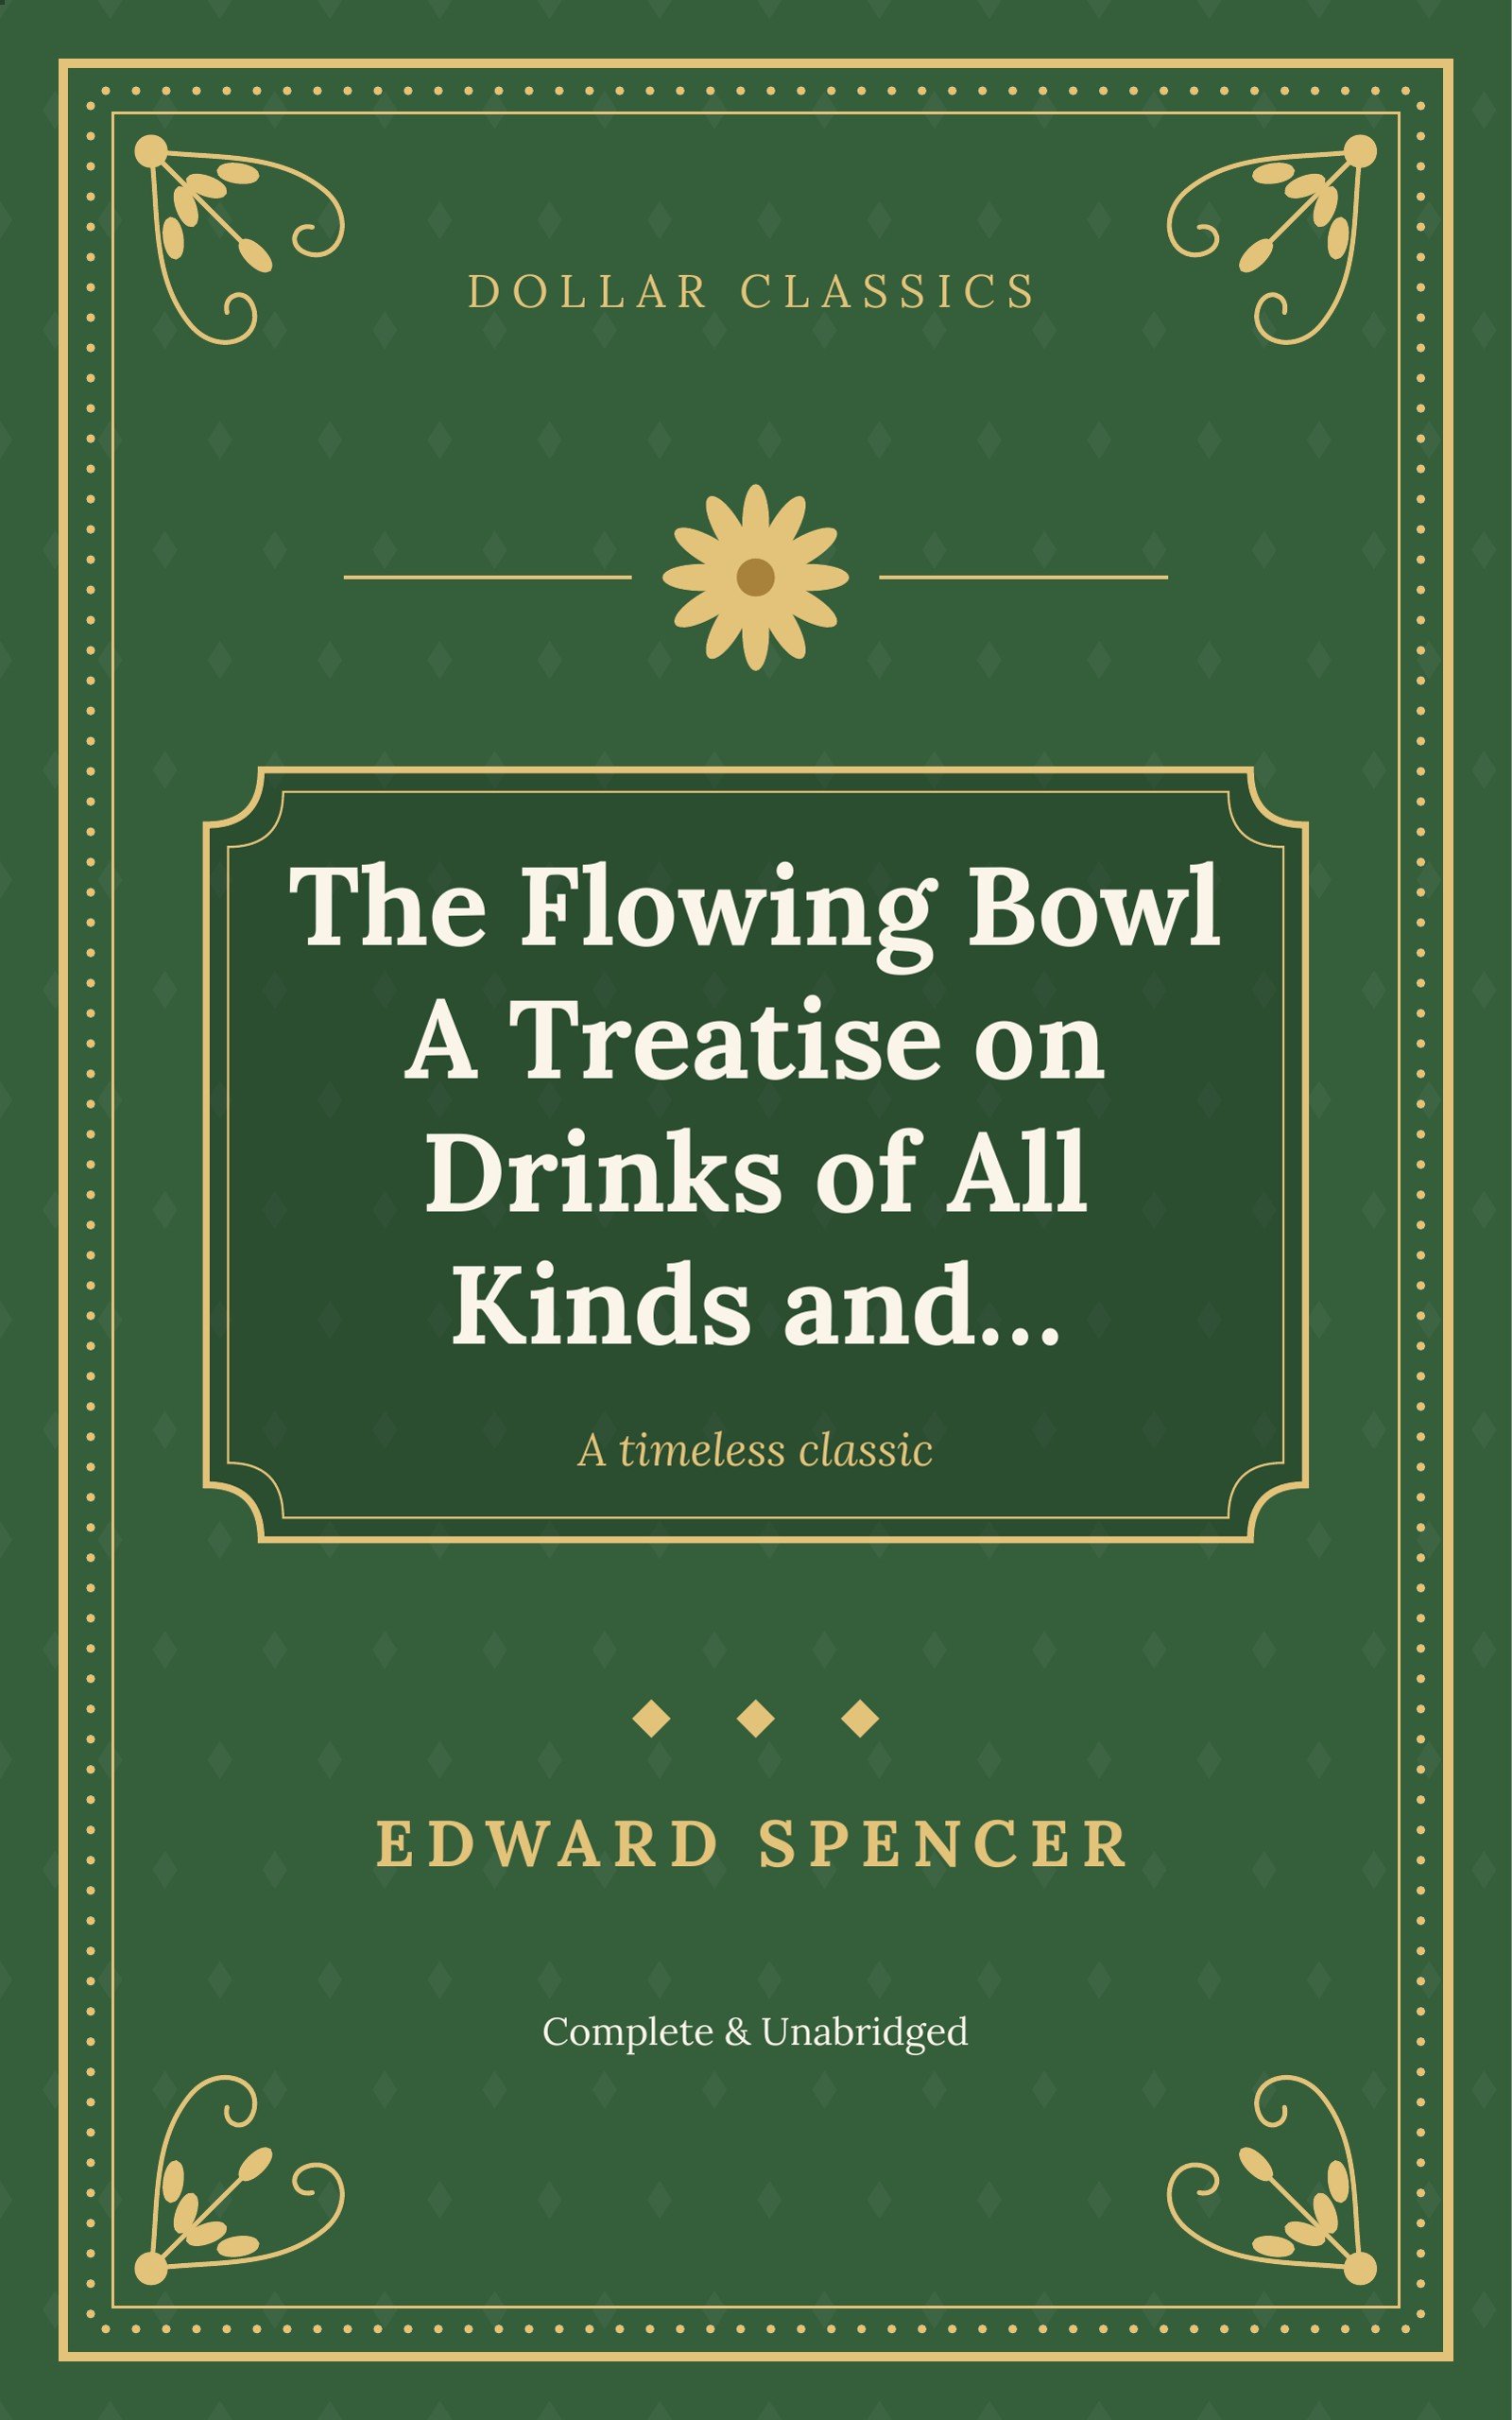 DOLLAR CLASSICS
The Flowing Bowl
A Treatise on
Drinks of All
Kinds and...
A timeless classic
EDWARD SPENCER
Complete & Unabridged